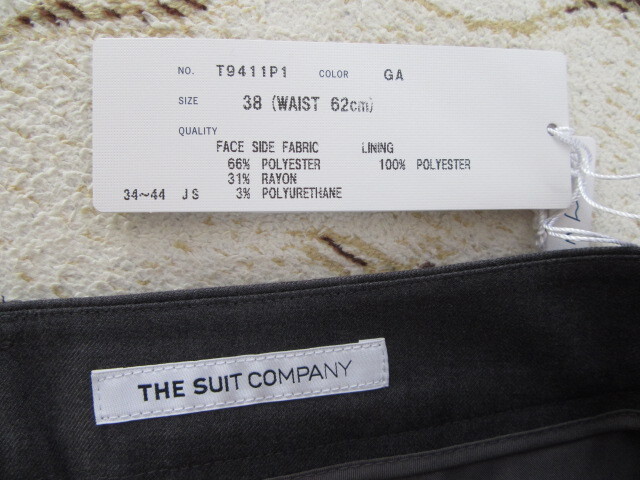 NO. T9411P1 COLOR GA
SIZE 38 (WAIST 62cm)
QUALITY
FACE SIDE FABRIC LINING
66% POLYESTER 100% POLYESTER
31% RAYON
34~44 JS 3% POLYURETHANE
THE SUIT COMPANY